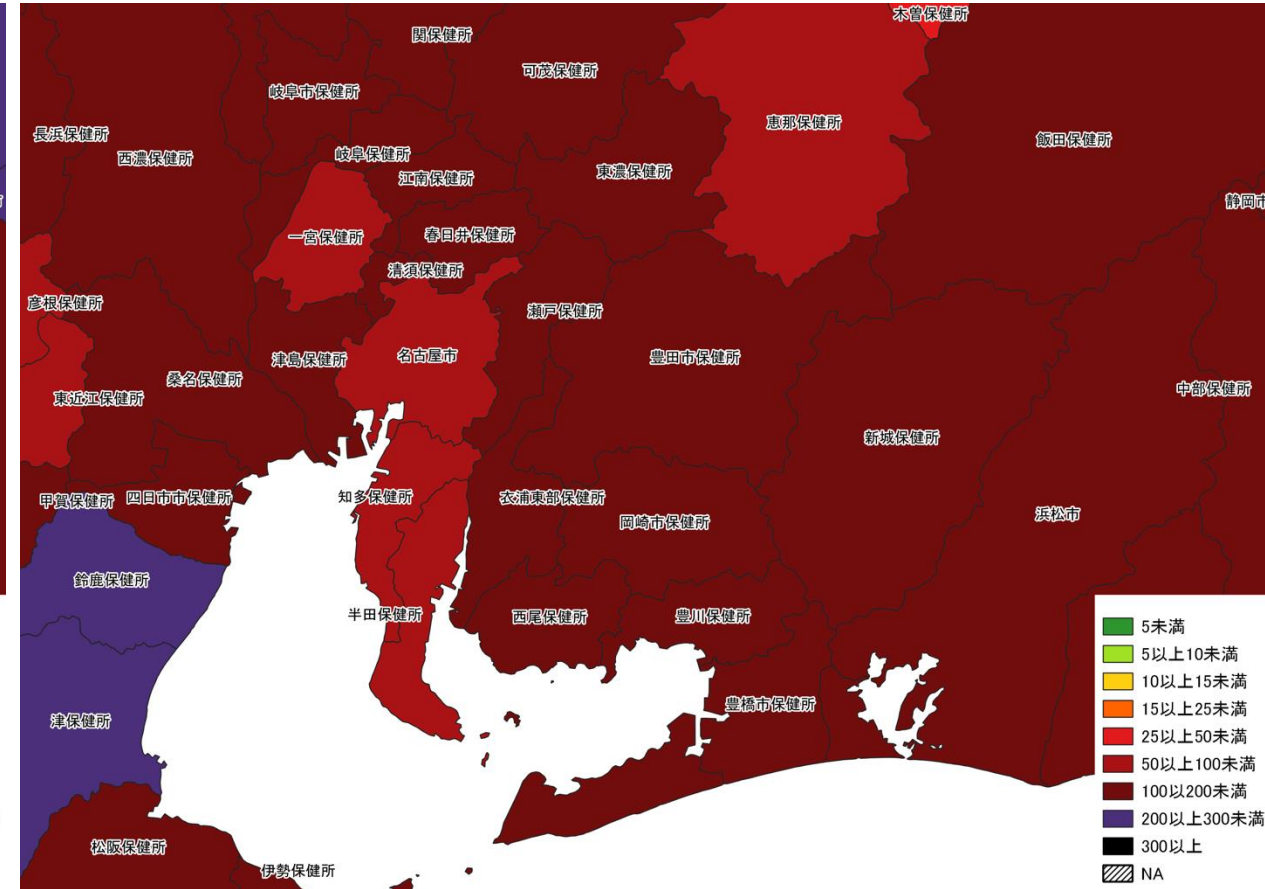 木曽保健所
関保健所
可茂保健所
岐阜市保健所
恵那保健所
長浜保健所
飯田保健所
西濃保健所
岐阜保健所
東濃保健所
江南保健所
静岡市
一宮保健所
春日井保健所
清須保健所
彦根保健所
瀬戸保健所
津島保健所
名古屋市
豊田市保健所
桑名保健所
中部保健所
東近江保健所
新城保健所
甲賀保健所
四日市市保健所
知多保健所
衣浦東部保健所
岡崎市保健所
浜松市
鈴鹿保健所
半田保健所
西尾保健所
豊川保健所
津保健所
豊橋市保健所
松阪保健所
伊勢保健所
5未満
5以上10未満
10以上15未満
15以上25未満
25以上50未満
50以上100未満
100以200未満
200以上300未満
300以上
NA